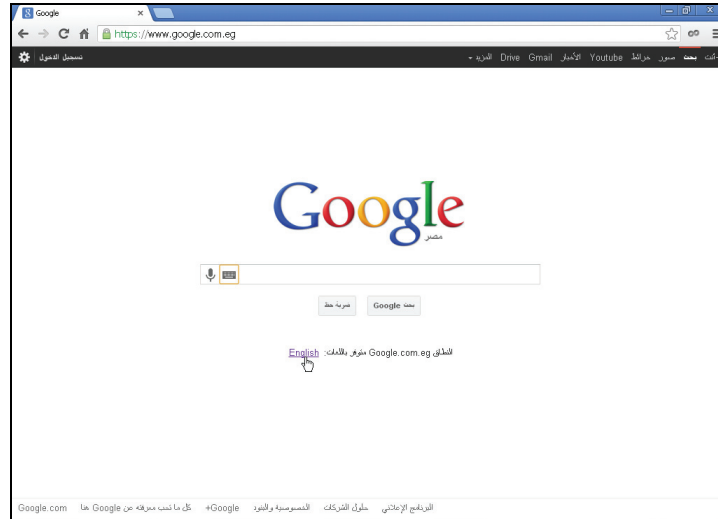 Google
https://www.google.com.eg
‎+أنت بحث صور خرائط Youtube الأخبار Gmail Drive المزيد
تسجيل الدخول
Google
مصر
بحث Google ضربة حظ
النطاق Google.com.eg متوفر باللغات: English
البرنامج الإعلاني حلول الشركات الخصوصية والبنود Google+ كل ما تحب معرفته عن Google هنا Google.com